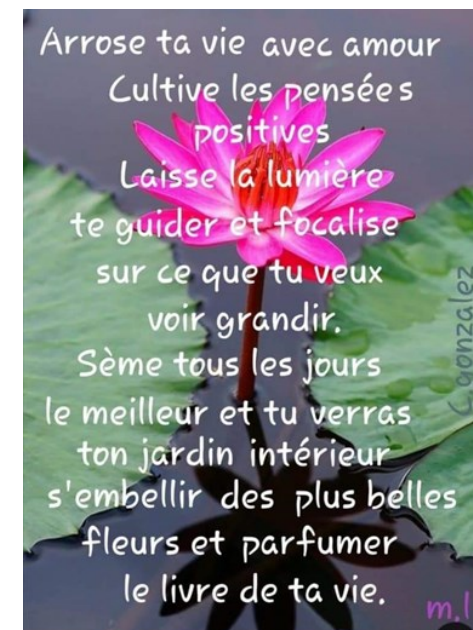 Arrose ta vie avec amour
Cultive les pensées
positives
Laisse la lumière
te guider et focalise
sur ce que tu veux
voir grandir.
Sème tous les jours
le meilleur et tu verras
ton jardin intérieur
s'embellir des plus belles
fleurs et parfumer
le livre de ta vie.
gonzalez
m.l